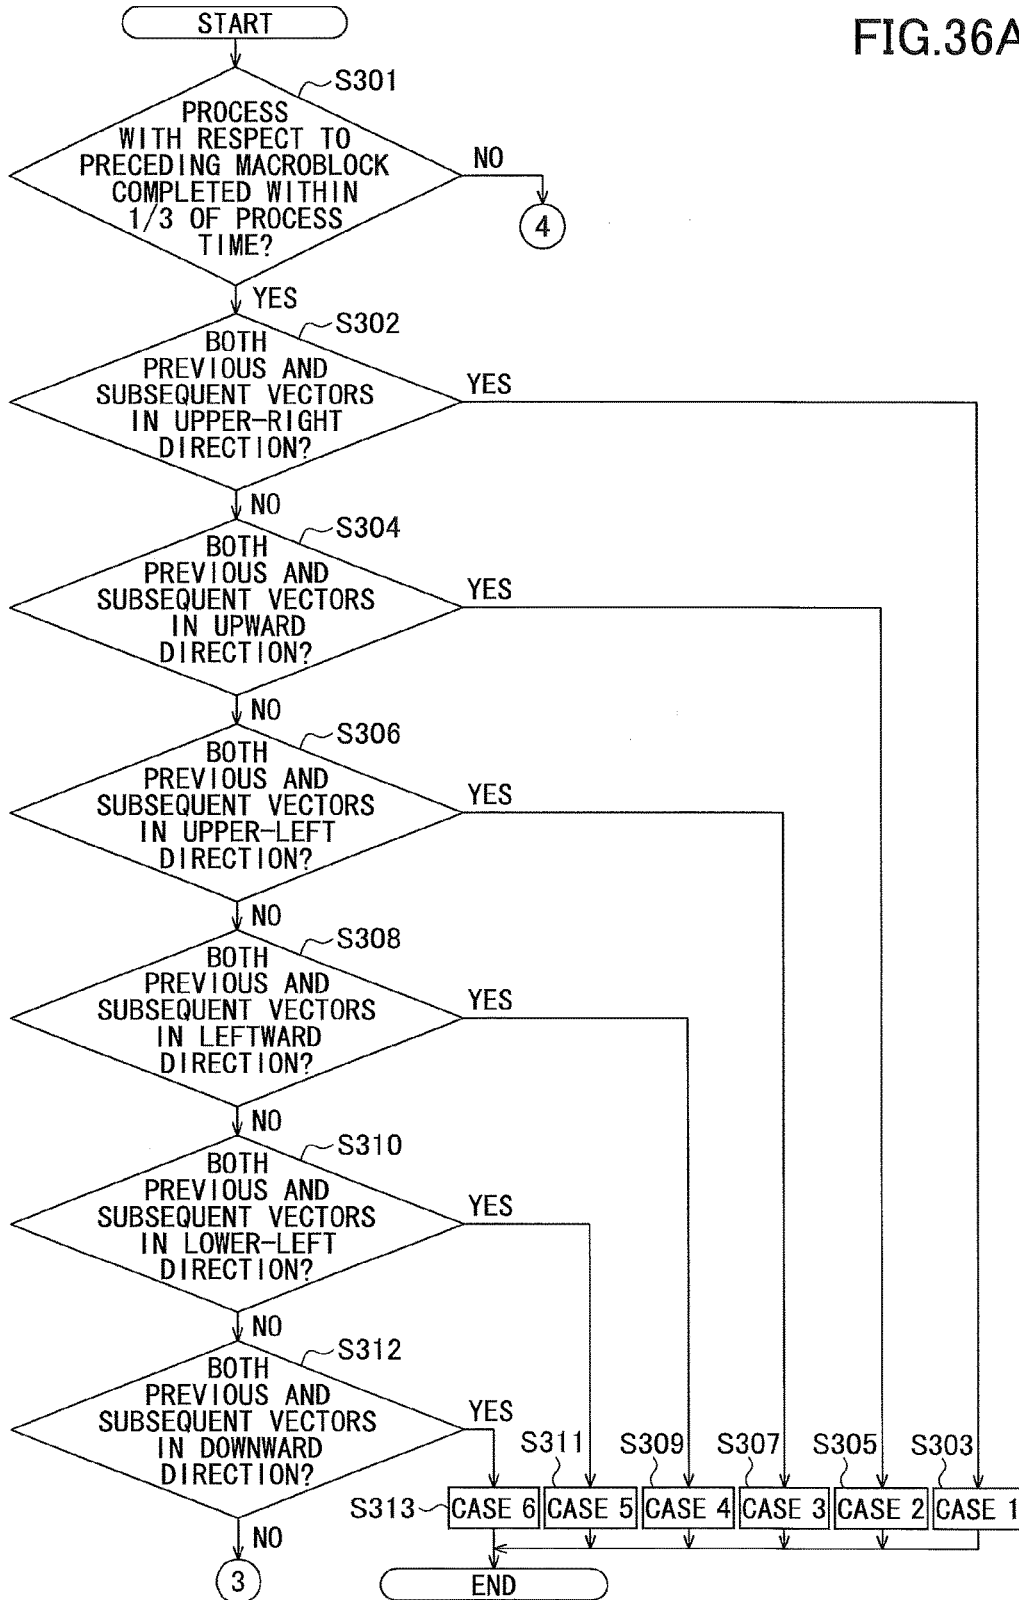 FIG.36A
START
S301
PROCESS
WITH RESPECT TO
PRECEDING MACROBLOCK
COMPLETED WITHIN
1/3 OF PROCESS
TIME?
NO
4
YES
S302
BOTH
PREVIOUS AND
SUBSEQUENT VECTORS
IN UPPER-RIGHT
DIRECTION?
YES
NO
S304
BOTH
PREVIOUS AND
SUBSEQUENT VECTORS
IN UPWARD
DIRECTION?
YES
NO
S306
BOTH
PREVIOUS AND
SUBSEQUENT VECTORS
IN UPPER-LEFT
DIRECTION?
YES
NO
S308
BOTH
PREVIOUS AND
SUBSEQUENT VECTORS
IN LEFTWARD
DIRECTION?
YES
NO
S310
BOTH
PREVIOUS AND
SUBSEQUENT VECTORS
IN LOWER-LEFT
DIRECTION?
YES
NO
S312
BOTH
PREVIOUS AND
SUBSEQUENT VECTORS
IN DOWNWARD
DIRECTION?
YES
NO
3
S311 S309 S307 S305 S303
S313 CASE 6 CASE 5 CASE 4 CASE 3 CASE 2 CASE 1
END